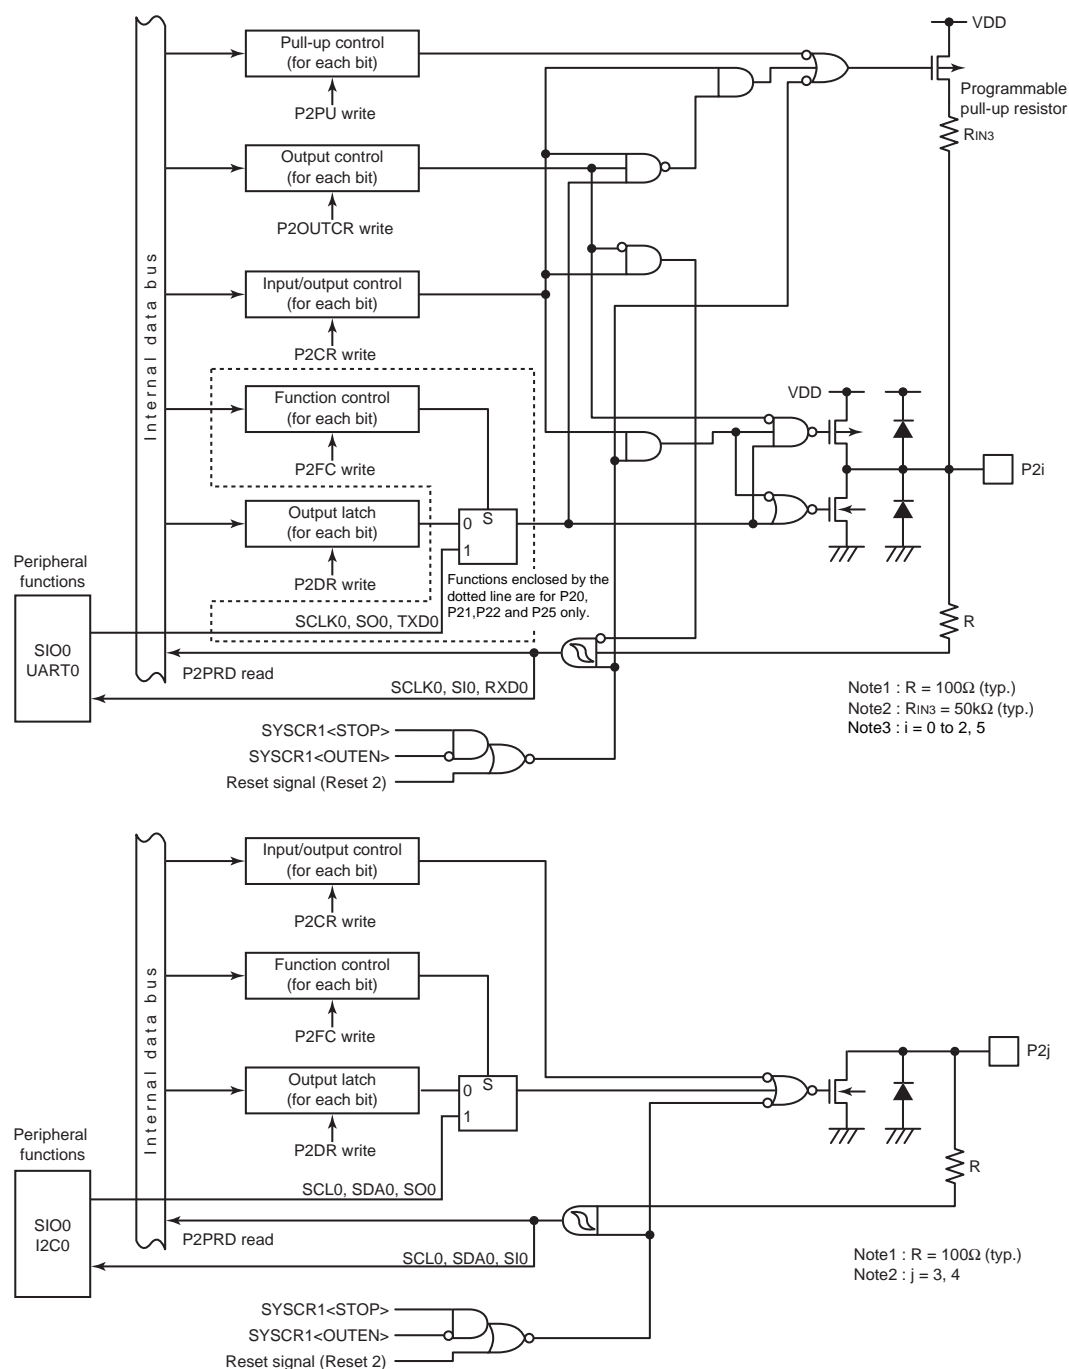 VDD
Pull-up control
(for each bit)
P2PU write
Programmable
pull-up resistor
RIN3
Output control
(for each bit)
P2OUTCR write
Internal data bus
Input/output control
(for each bit)
P2CR write
Function control
(for each bit)
P2FC write
VDD
P2i
Output latch
(for each bit)
P2DR write
0
S
1
Functions enclosed by the
dotted line are for P20,
P21,P22 and P25 only.
Peripheral
functions
SIO0
UART0
SCLK0, SO0, TXD0
R
P2PRD read
SCLK0, SI0, RXD0
Note1 : R = 100Ω (typ.)
Note2 : RIN3 = 50kΩ (typ.)
Note3 : i = 0 to 2, 5
SYSCR1<STOP>
SYSCR1<OUTEN>
Reset signal (Reset 2)
Internal data bus
Input/output control
(for each bit)
P2CR write
Function control
(for each bit)
P2FC write
P2j
Output latch
(for each bit)
P2DR write
0
S
1
Peripheral
functions
SIO0
I2C0
SCL0, SDA0, SO0
R
P2PRD read
SCL0, SDA0, SI0
Note1 : R = 100Ω (typ.)
Note2 : j = 3, 4
SYSCR1<STOP>
SYSCR1<OUTEN>
Reset signal (Reset 2)